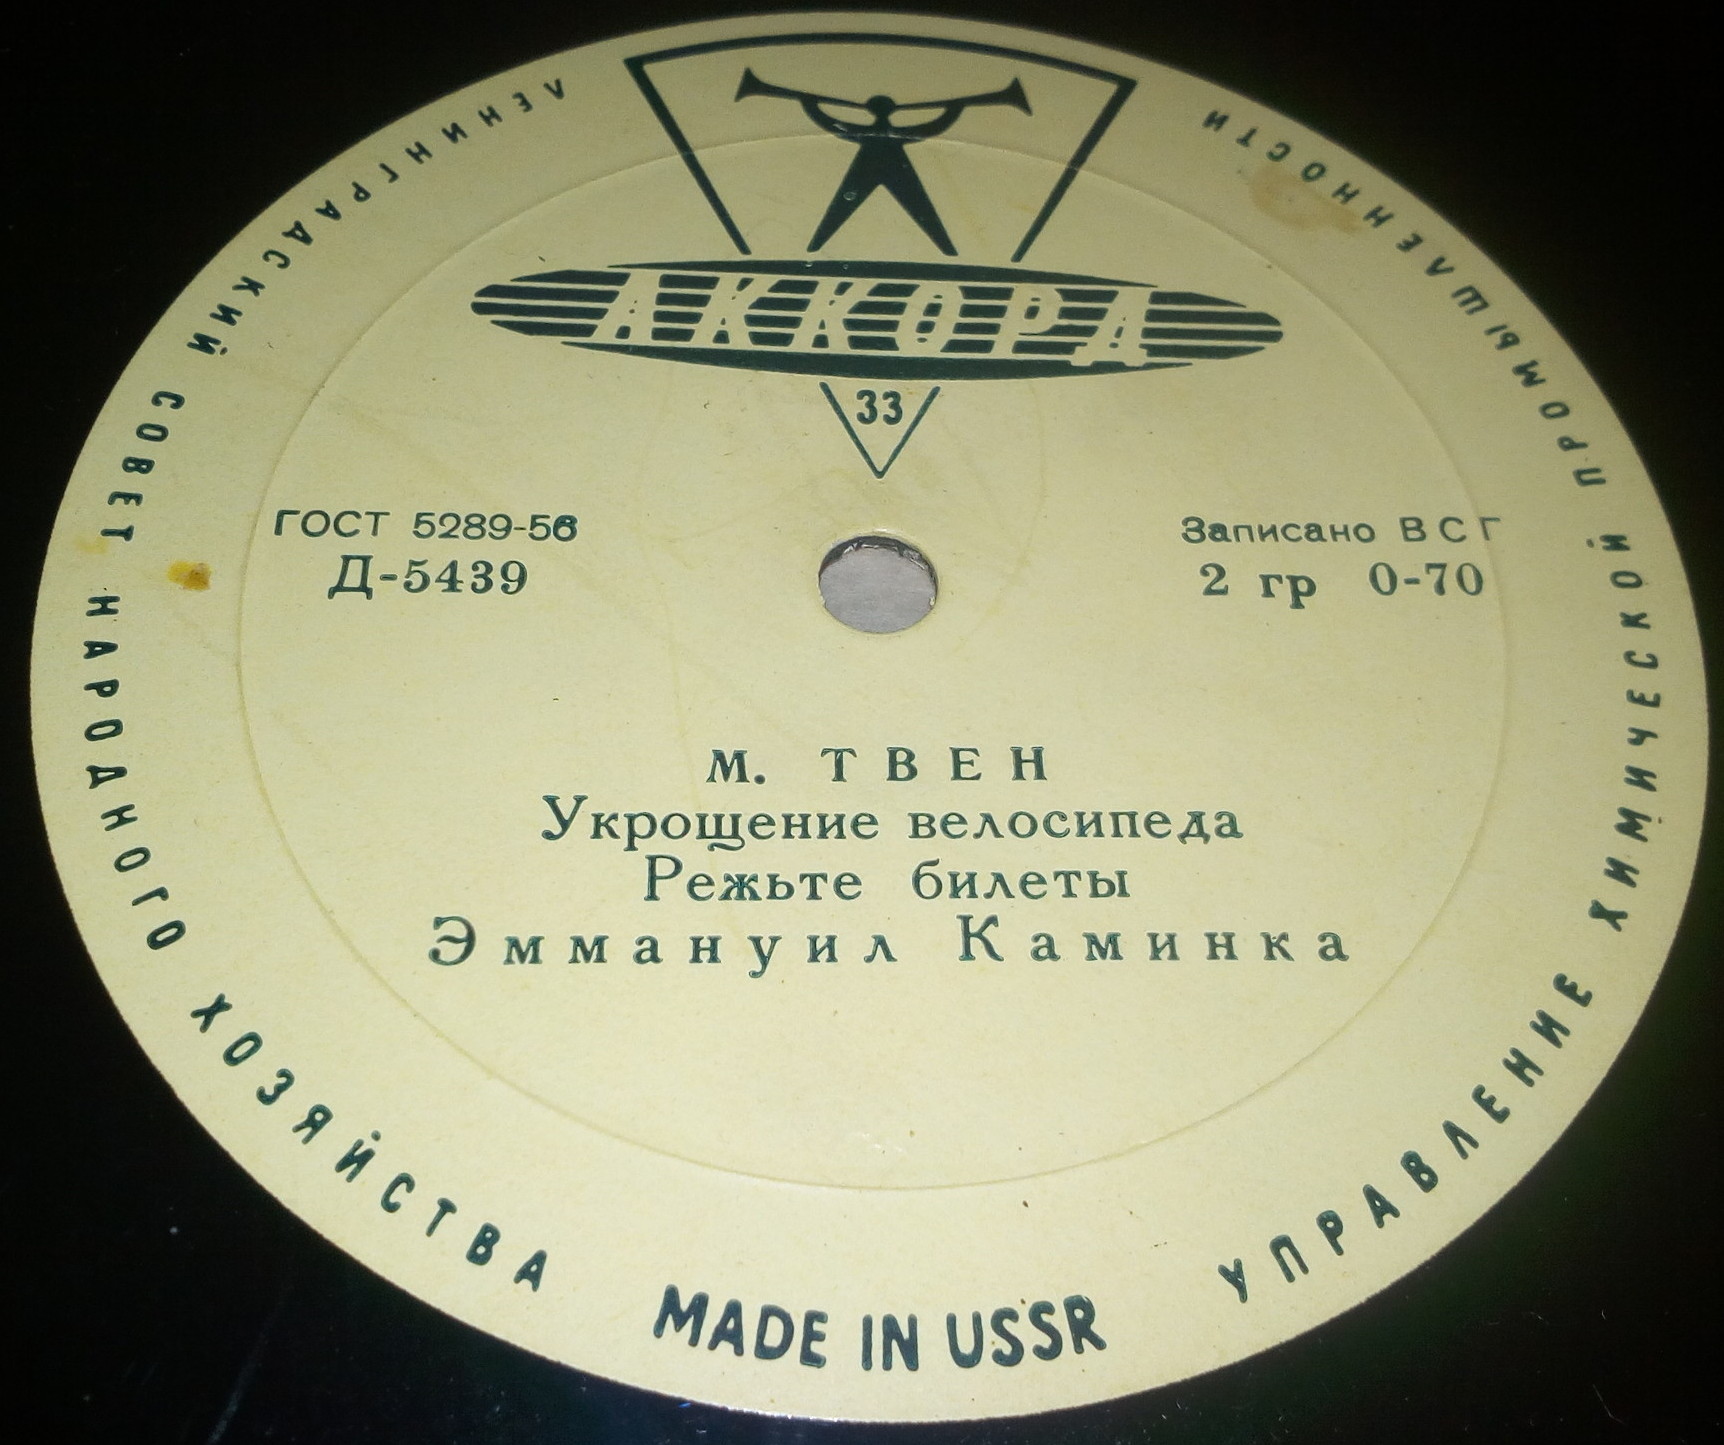 АККОРД
33
ГОСТ 5289-56
Д-5439
Записано ВСГ
2 гр 0-70
М. ТВЕН
Укрощение велосипеда
Режьте билеты
Эммануил Каминка
ЛЕНИНГРАДСКИЙ СОВЕТ НАРОДНОГО ХОЗЯЙСТВА
MADE IN USSR
УПРАВЛЕНИЕ ХИМИЧЕСКОЙ ПРОМЫШЛЕННОСТИ